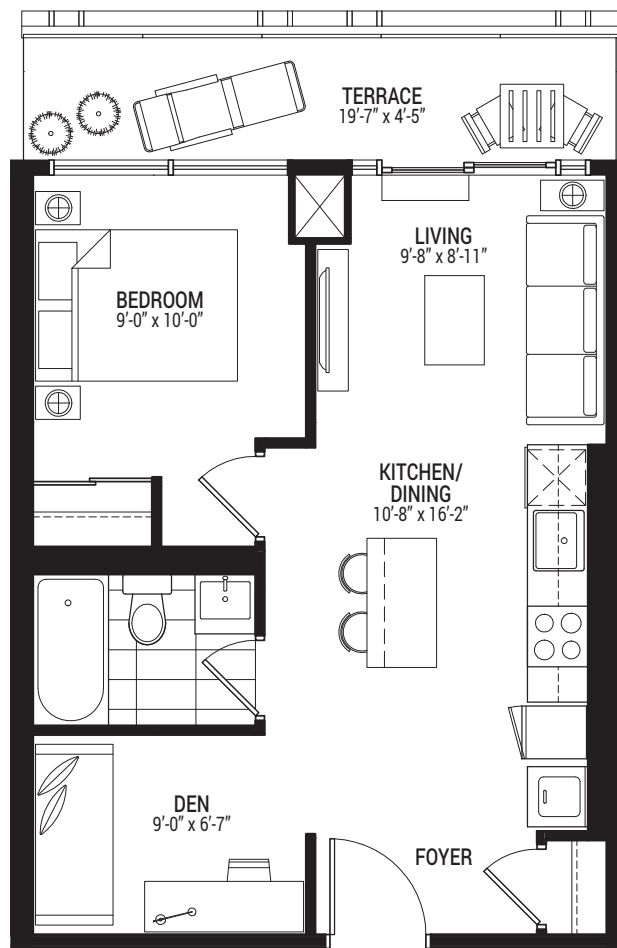 TERRACE
19'-7" x 4'-5"
LIVING
9'-8" x 8'-11"
BEDROOM
9'-0" x 10'-0"
KITCHEN/
DINING
10'-8" x 16'-2"
DEN
9'-0" x 6'-7"
FOYER